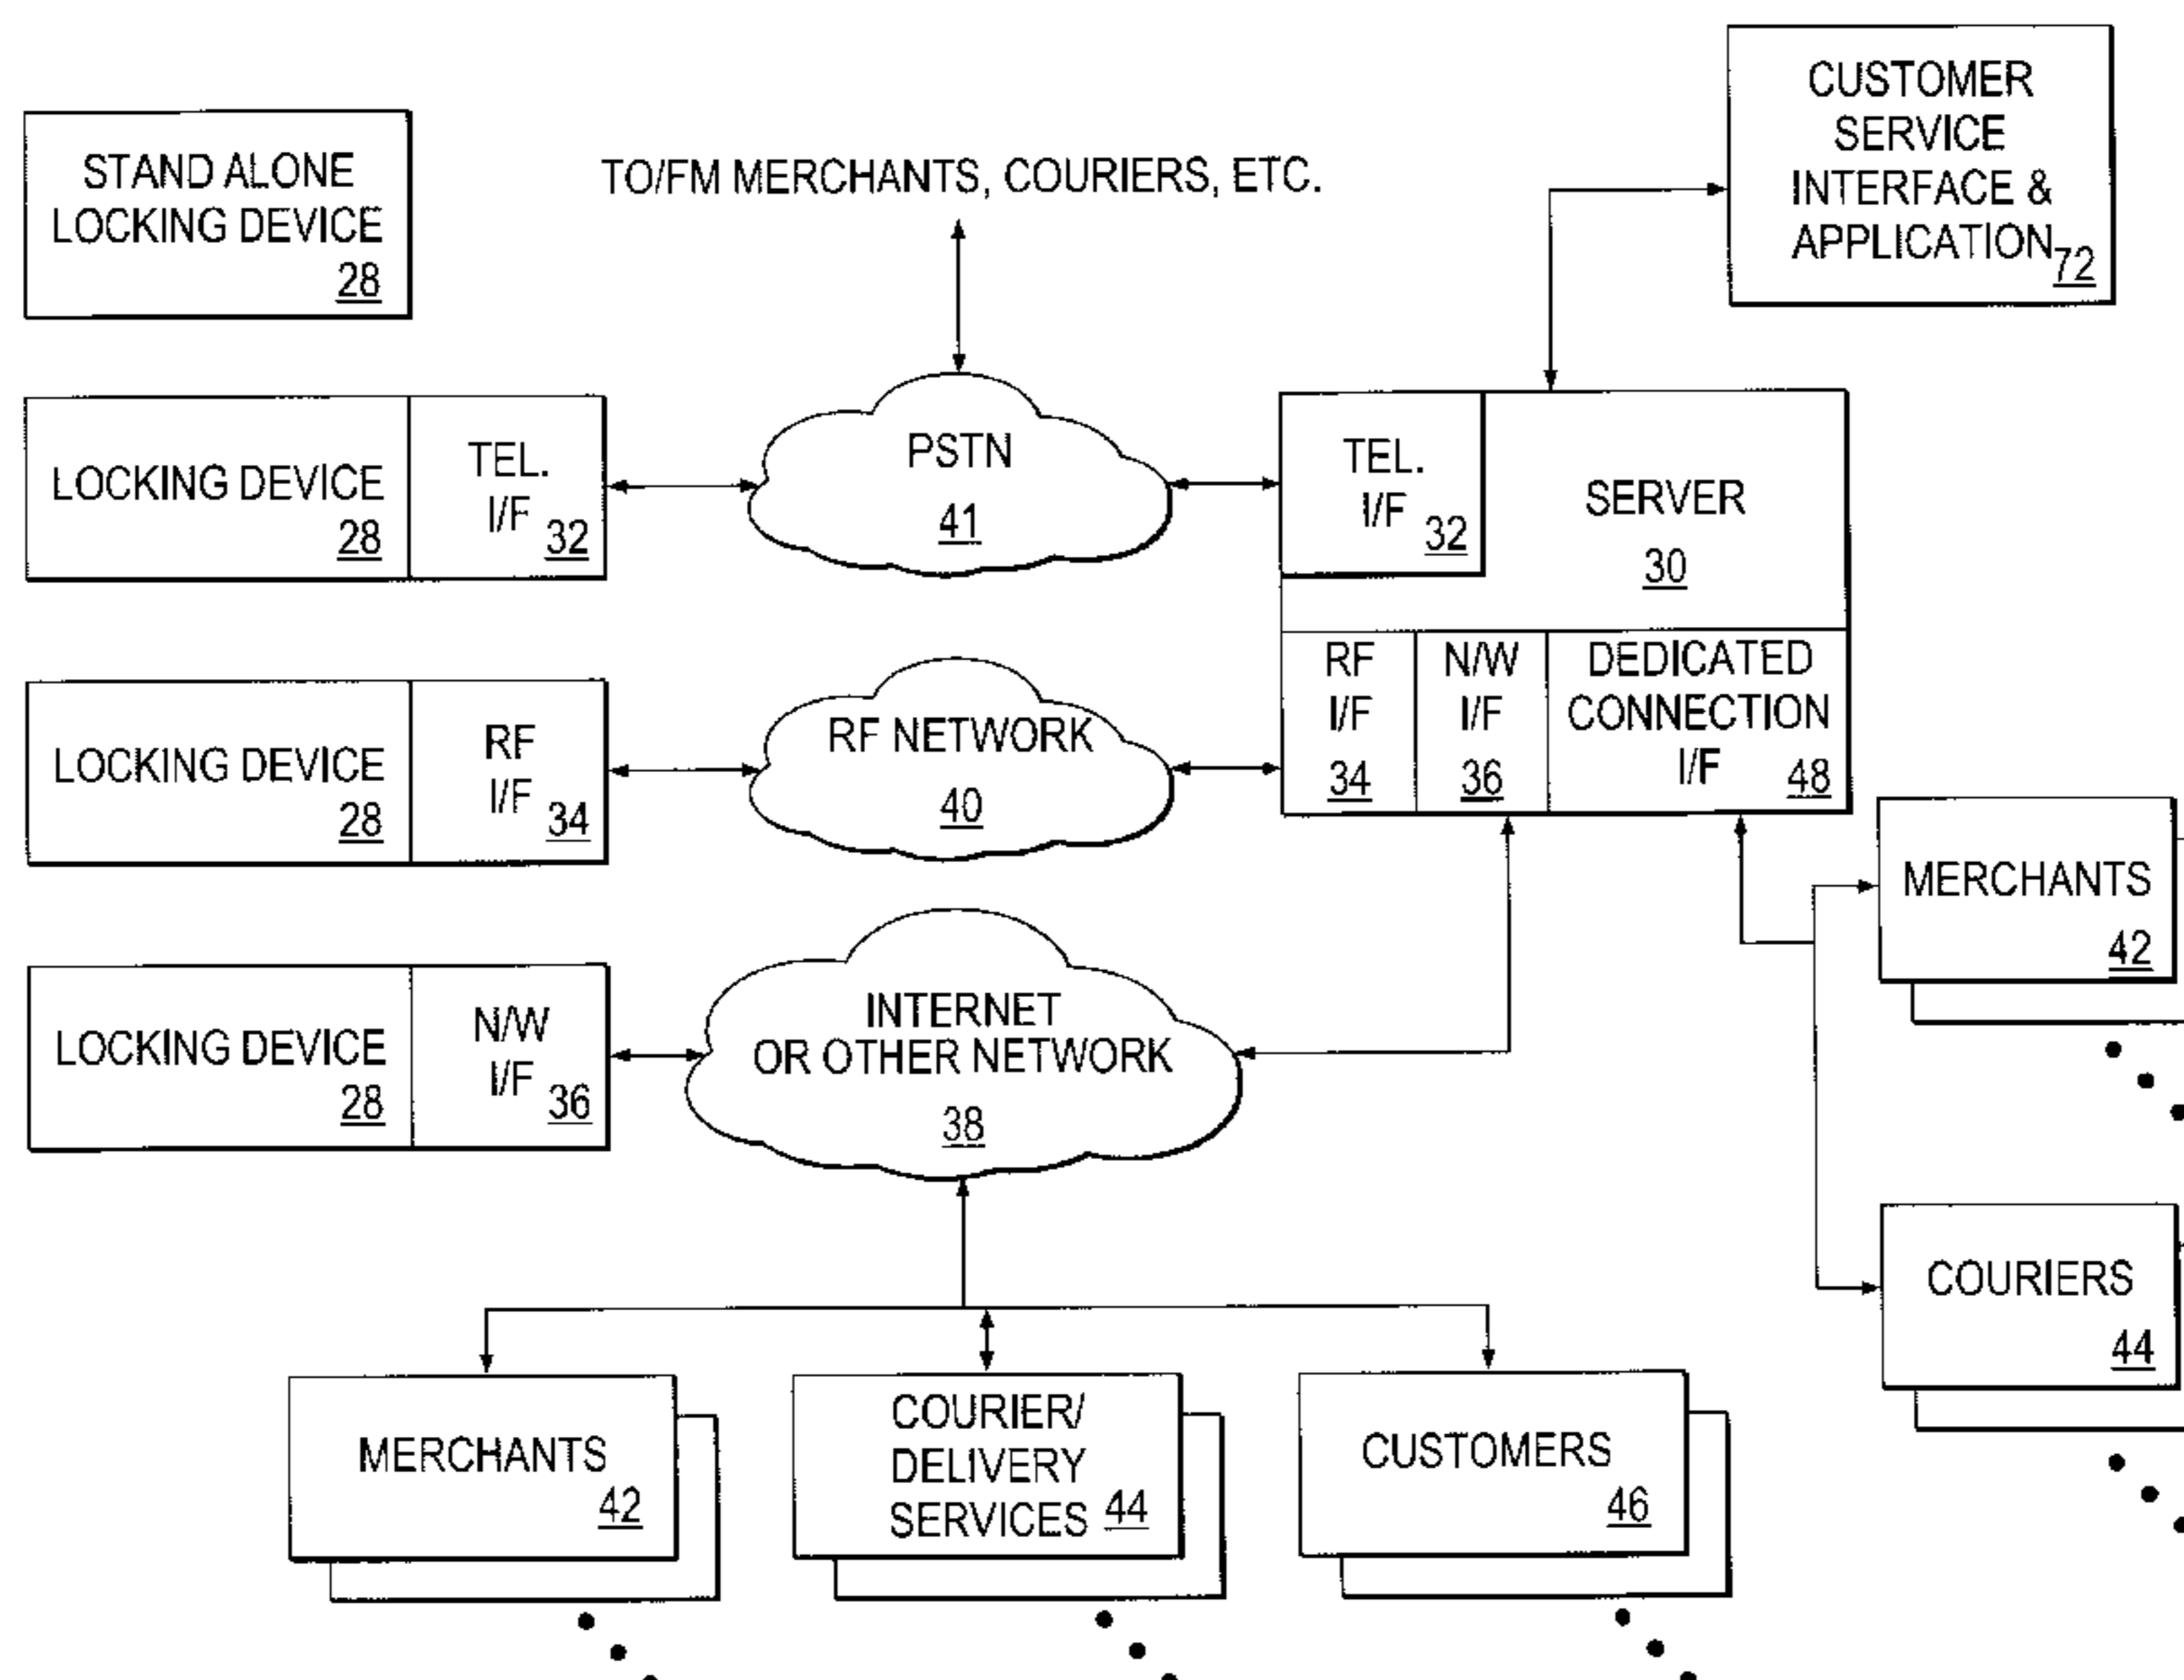 STAND ALONE
LOCKING DEVICE
28
TO/FM MERCHANTS, COURIERS, ETC.
CUSTOMER
SERVICE
INTERFACE &
APPLICATION 72
LOCKING DEVICE
28
TEL.
I/F 32
PSTN
41
TEL.
I/F 32
SERVER
30
LOCKING DEVICE
28
RF
I/F 34
RF NETWORK
40
RF
I/F
34
N/W
I/F
36
DEDICATED
CONNECTION
I/F 48
LOCKING DEVICE
28
N/W
I/F 36
INTERNET
OR OTHER NETWORK
38
MERCHANTS
42
COURIERS
44
MERCHANTS
42
COURIER/
DELIVERY
SERVICES 44
CUSTOMERS
46